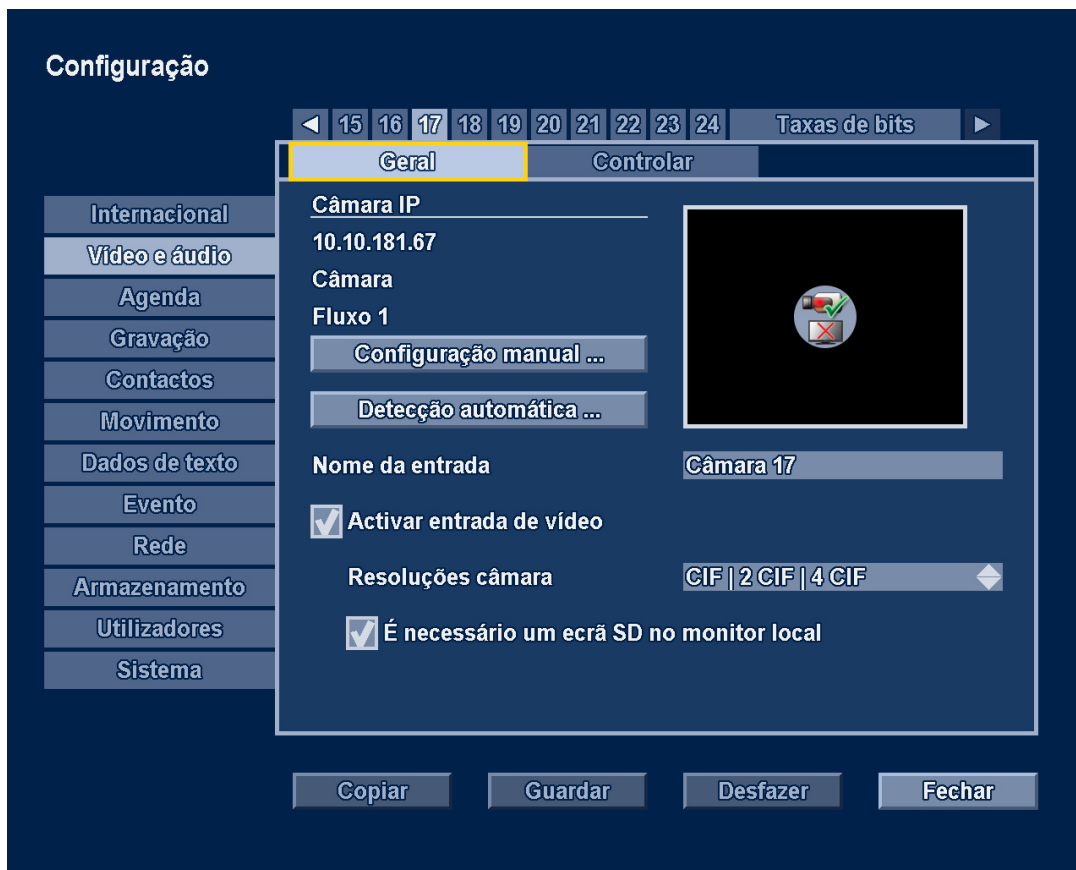 Configuração
15 16 17 18 19 20 21 22 23 24 Taxas de bits
Geral Controlar
Internacional
Vídeo e áudio
Agenda
Gravação
Contactos
Movimento
Dados de texto
Evento
Rede
Armazenamento
Utilizadores
Sistema
Câmara IP
10.10.181.67
Câmara
Fluxo 1
Configuração manual ...
Detecção automática ...
Nome da entrada Câmara 17
Activar entrada de vídeo
Resoluções câmara CIF | 2 CIF | 4 CIF
É necessário um ecrã SD no monitor local
Copiar Guardar Desfazer Fechar